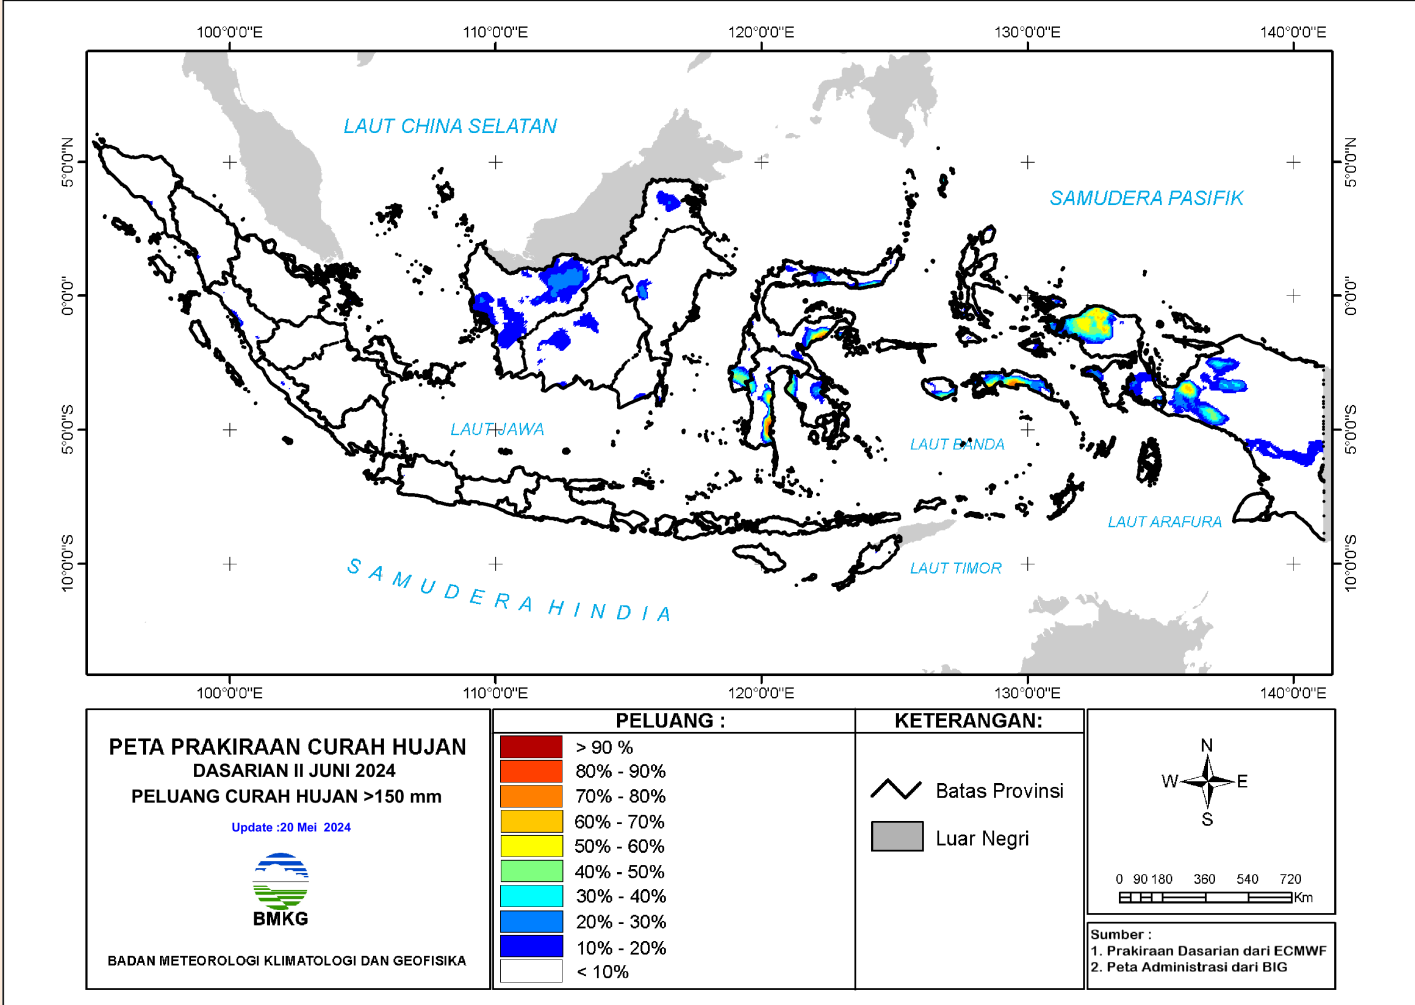 100°0'0"E 110°0'0"E 120°0'0"E 130°0'0"E 140°0'0"E
LAUT CHINA SELATAN
5°0'0"N 5°0'0"N
SAMUDERA PASIFIK
0°0'0" 0°0'0"
LAUT JAWA
5°0'0"S 5°0'0"S
LAUT BANDA
LAUT ARAFURA
10°0'0"S 10°0'0"S
LAUT TIMOR
SAMUDERA HINDIA
100°0'0"E 110°0'0"E 120°0'0"E 130°0'0"E 140°0'0"E
PETA PRAKIRAAN CURAH HUJAN
DASARIAN II JUNI 2024
PELUANG CURAH HUJAN >150 mm
Update :20 Mei 2024
BMKG
BADAN METEOROLOGI KLIMATOLOGI DAN GEOFISIKA
PELUANG :
> 90 %
80% - 90%
70% - 80%
60% - 70%
50% - 60%
40% - 50%
30% - 40%
20% - 30%
10% - 20%
< 10%
KETERANGAN:
Batas Provinsi
Luar Negri
N
W E
S
0 90 180 360 540 720
Km
Sumber :
1. Prakiraan Dasarian dari ECMWF
2. Peta Administrasi dari BIG